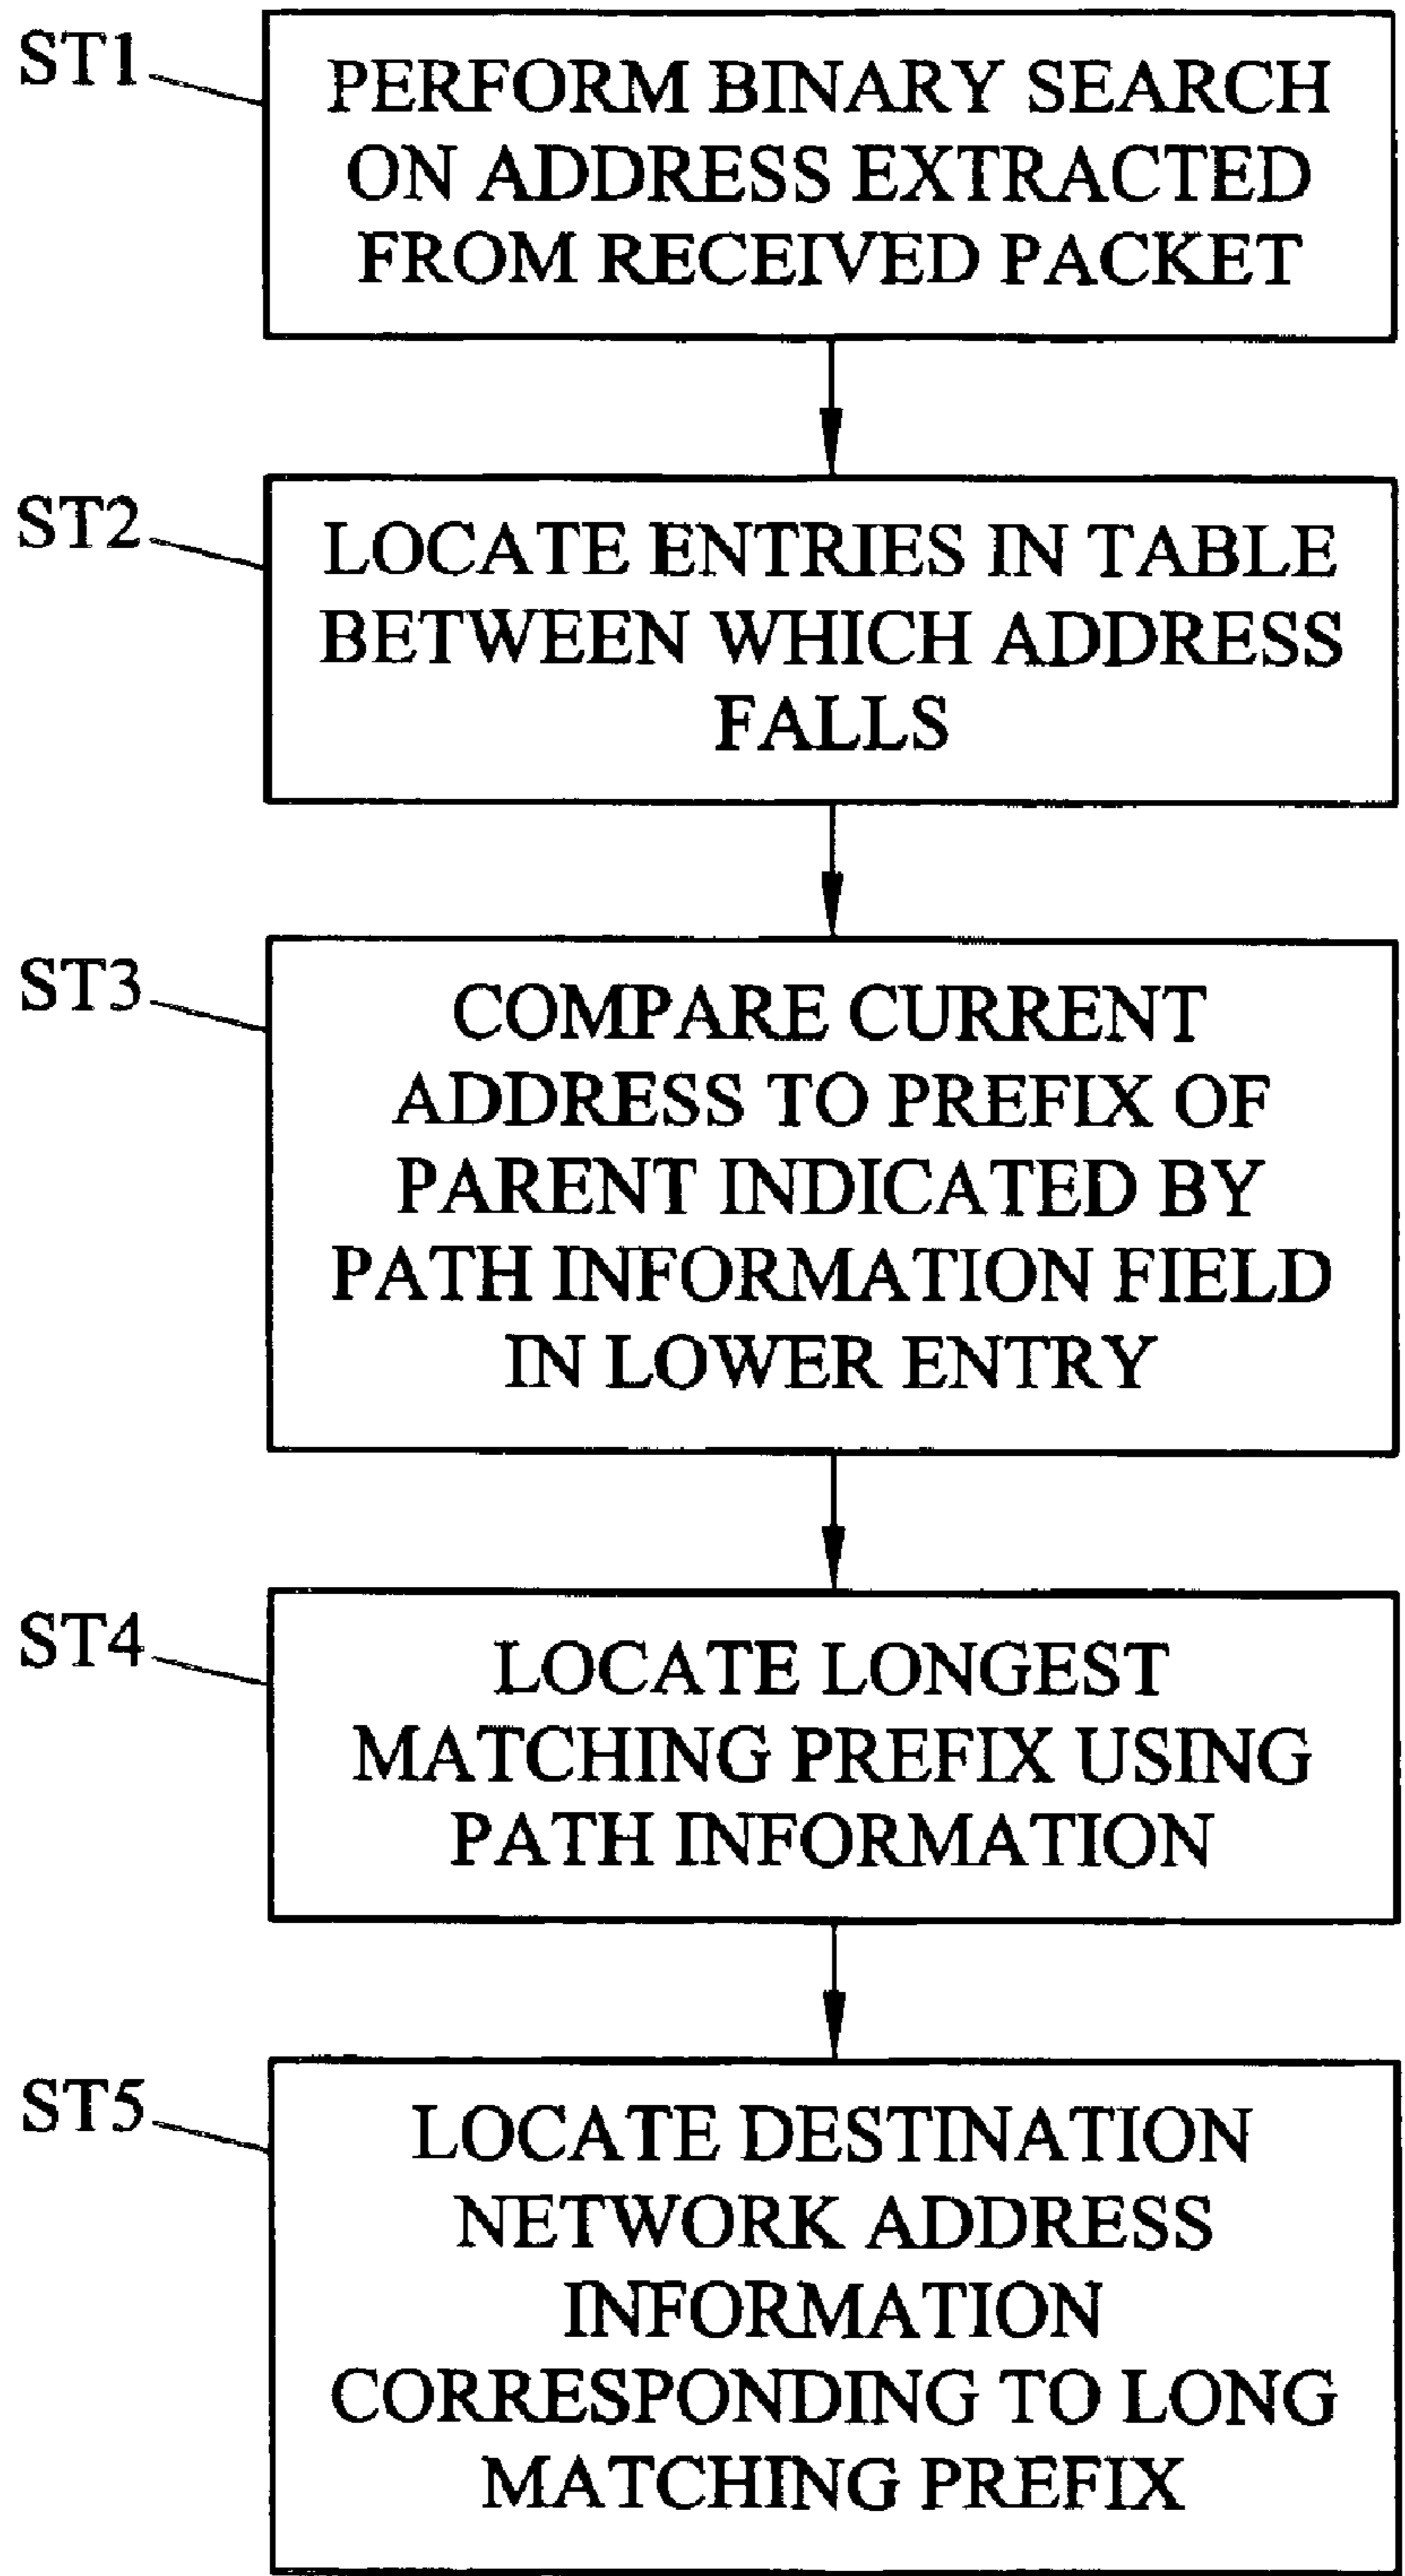 ST1
PERFORM BINARY SEARCH
ON ADDRESS EXTRACTED
FROM RECEIVED PACKET
ST2
LOCATE ENTRIES IN TABLE
BETWEEN WHICH ADDRESS
FALLS
ST3
COMPARE CURRENT
ADDRESS TO PREFIX OF
PARENT INDICATED BY
PATH INFORMATION FIELD
IN LOWER ENTRY
ST4
LOCATE LONGEST
MATCHING PREFIX USING
PATH INFORMATION
ST5
LOCATE DESTINATION
NETWORK ADDRESS
INFORMATION
CORRESPONDING TO LONG
MATCHING PREFIX